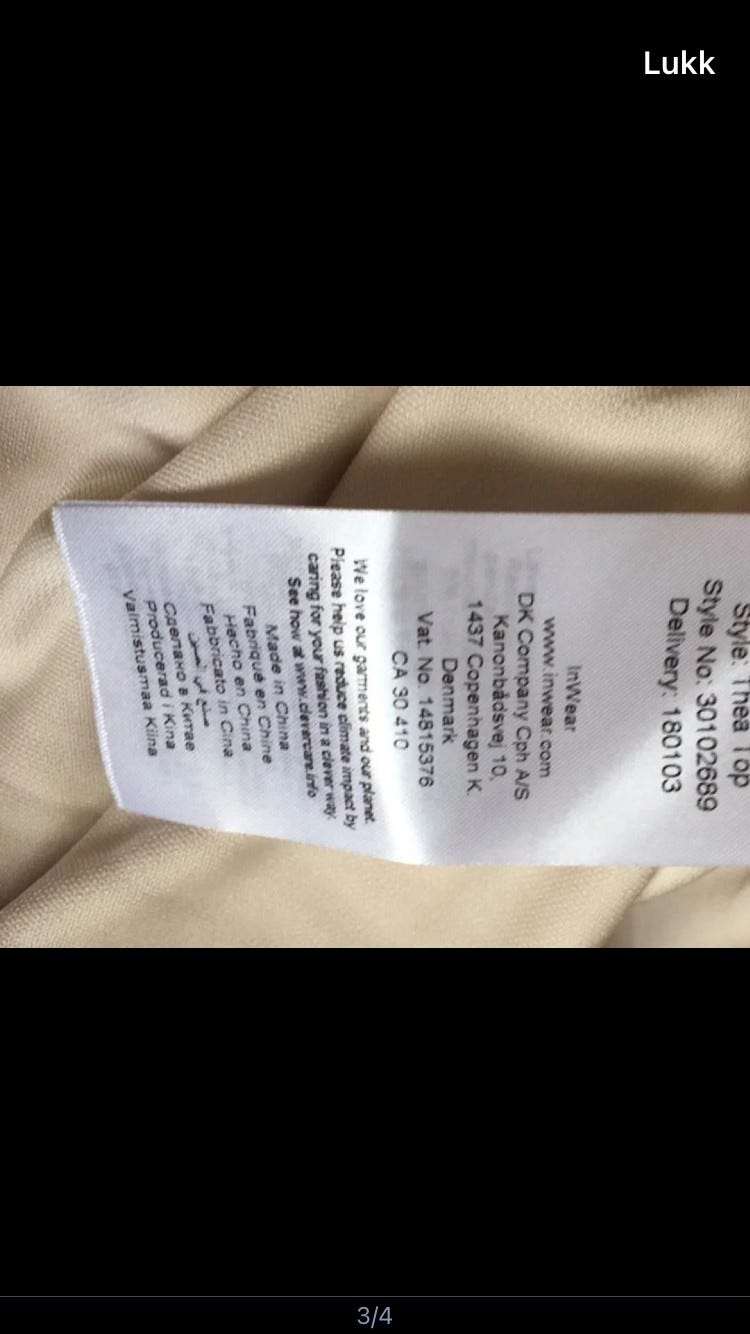 Lukk
Style: Thea Top
Style No: 30102689
Delivery: 180103
InWear
www.inwear.com
DK Company Cph A/S
Kanonbådsvej 10,
1437 Copenhagen K.
Denmark
Vat. No. 14815376
CA 30 410
We love our garments and our planet.
Please help us reduce climate impact by
caring for your fashion in a clever way.
See how at www.clevercare.info
Made in China
Fabriqué en Chine
Hecho en China
Fabbricato in Cina
صنع في الصين
Сделано в Китае
Producerad i Kina
Valmistusmaa Kiina
3/4